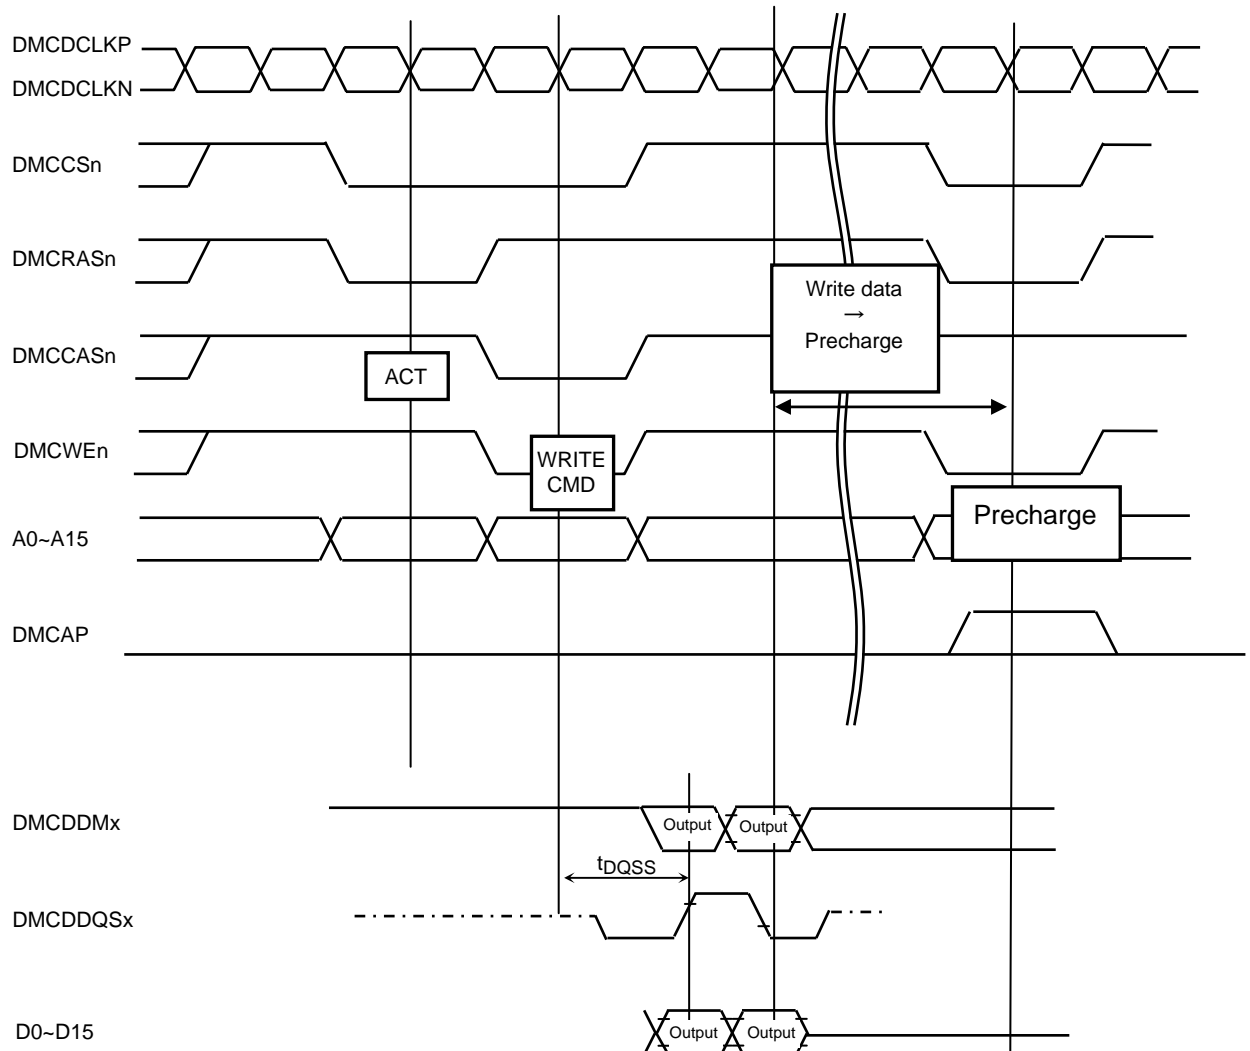 DMCDCLKP
DMCDCLKN
DMCCSn
DMCRASn
Write data
→
Precharge
DMCCASn
ACT
DMCWEn
WRITE
CMD
Precharge
A0~A15
DMCAP
DMCDDMx
Output
Output
tDQSS
DMCDDQSx
D0~D15
Output
Output